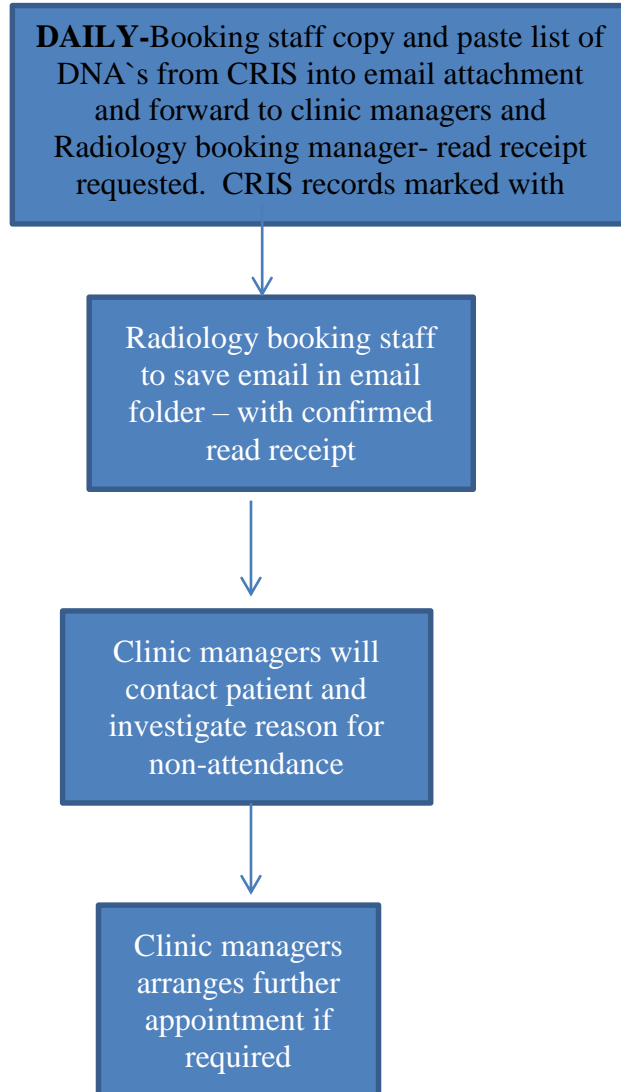 DAILY-Booking staff copy and paste list of
DNA`s from CRIS into email attachment
and forward to clinic managers and
Radiology booking manager- read receipt
requested.  CRIS records marked with
Radiology booking staff
to save email in email
folder – with confirmed
read receipt
Clinic managers will
contact patient and
investigate reason for
non-attendance
Clinic managers
arranges further
appointment if
required